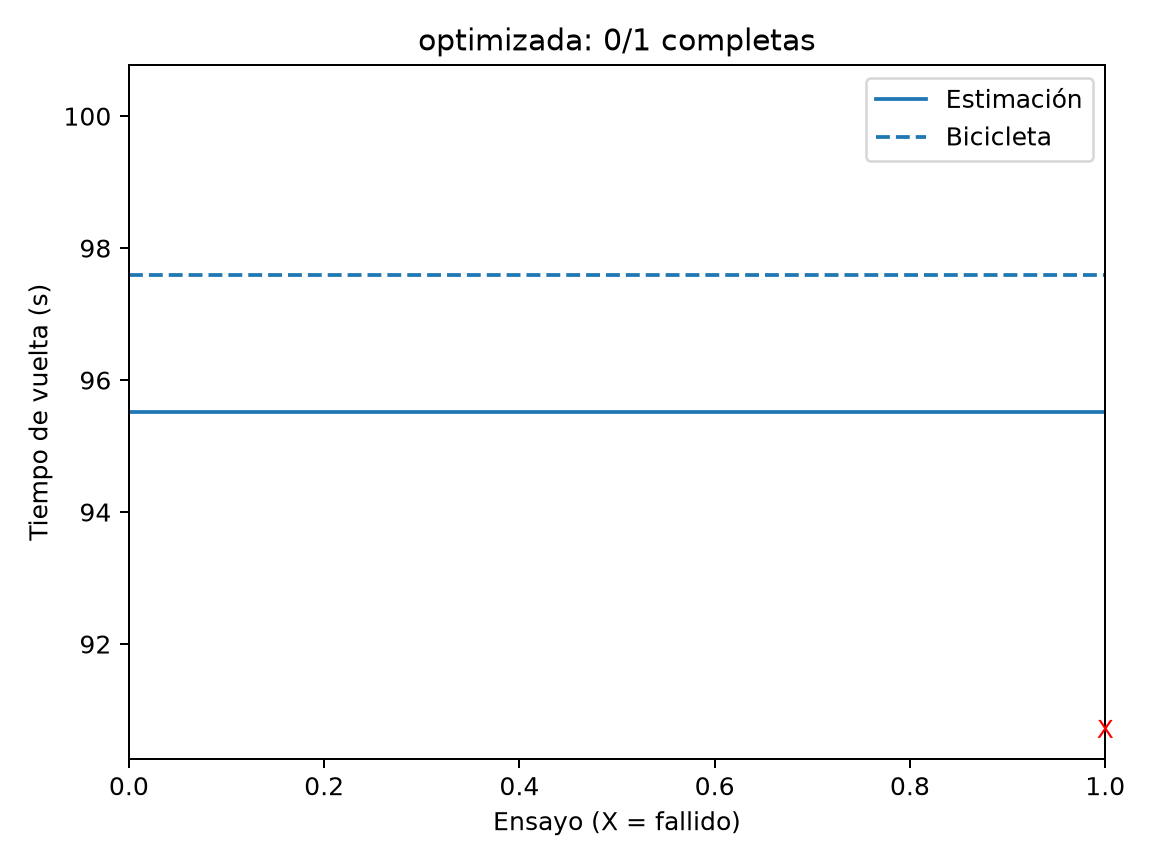 optimizada: 0/1 completas
Estimación
Bicicleta
Tiempo de vuelta (s)
100
98
96
94
92
X
0.0 0.2 0.4 0.6 0.8 1.0
Ensayo (X = fallido)